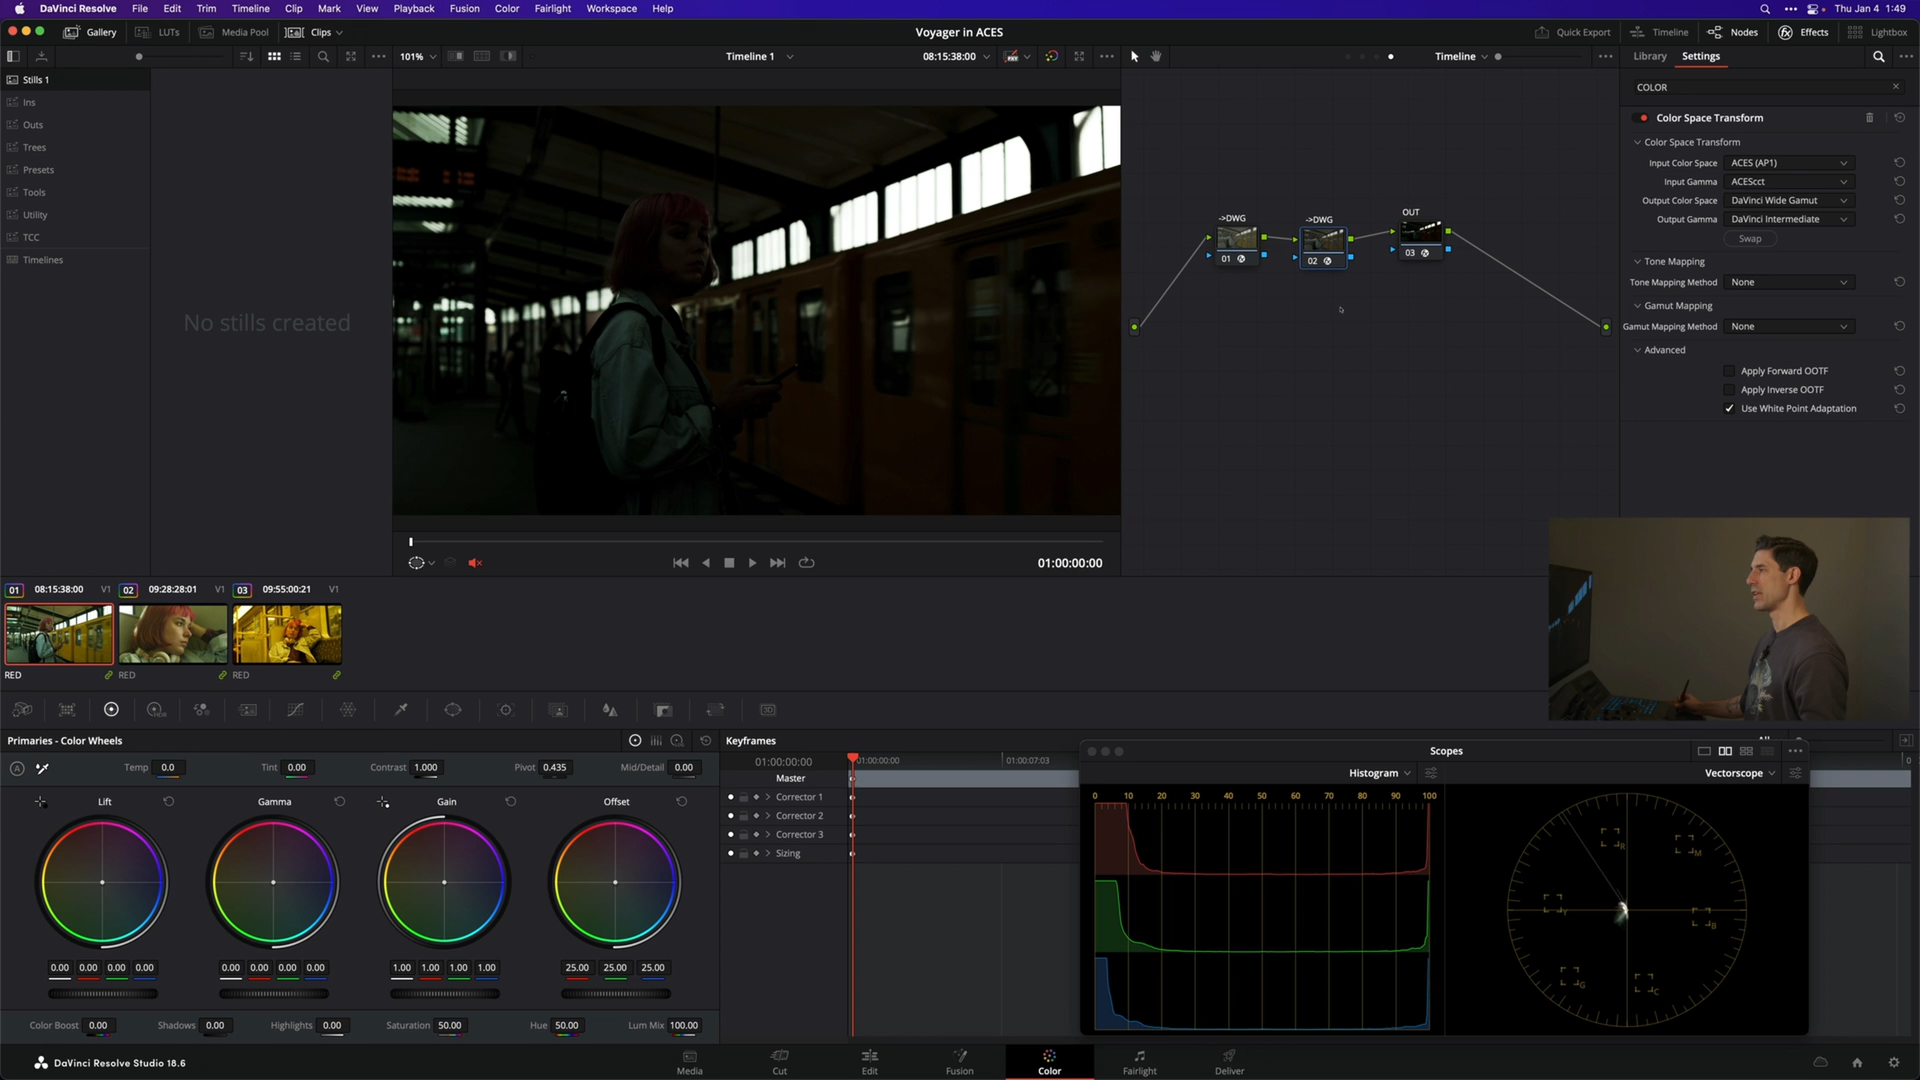 DaVinci Resolve File Edit Trim Timeline Clip Mark View Playback Fusion Color Fairlight Workspace Help Thu Jan 4 1:49
Gallery LUTs Media Pool Clips Voyager in ACES Quick Export Timeline Nodes Effects Lightbox
101% Timeline 1 08:15:38:00 Timeline Library Settings
Stills 1
Ins
Outs
Trees
Presets
Tools
Utility
TCC
Timelines
No stills created
01:00:00:00
->DWG ->DWG OUT
01 02 03
COLOR
Color Space Transform
Color Space Transform
Input Color Space ACES (AP1)
Input Gamma ACEScct
Output Color Space DaVinci Wide Gamut
Output Gamma DaVinci Intermediate
Swap
Tone Mapping
Tone Mapping Method None
Gamut Mapping
Gamut Mapping Method None
Advanced
Apply Forward OOTF
Apply Inverse OOTF
Use White Point Adaptation
01 08:15:38:00 V1 02 09:28:28:01 V1 03 09:55:00:21 V1
RED RED RED
Primaries - Color Wheels
Temp 0.0 Tint 0.00 Contrast 1.000 Pivot 0.435 Mid/Detail 0.00
Lift Gamma Gain Offset
0.00 0.00 0.00 0.00 0.00 0.00 0.00 0.00 1.00 1.00 1.00 1.00 25.00 25.00 25.00
Color Boost 0.00 Shadows 0.00 Highlights 0.00 Saturation 50.00 Hue 50.00 Lum Mix 100.00
Keyframes
01:00:00:00 01:00:00:00 01:00:07:03
Master
Corrector 1
Corrector 2
Corrector 3
Sizing
Scopes
Histogram Vectorscope
0 10 20 30 40 50 60 70 80 90 100
R M
Y B
G C
DaVinci Resolve Studio 18.6
Media Cut Edit Fusion Color Fairlight Deliver